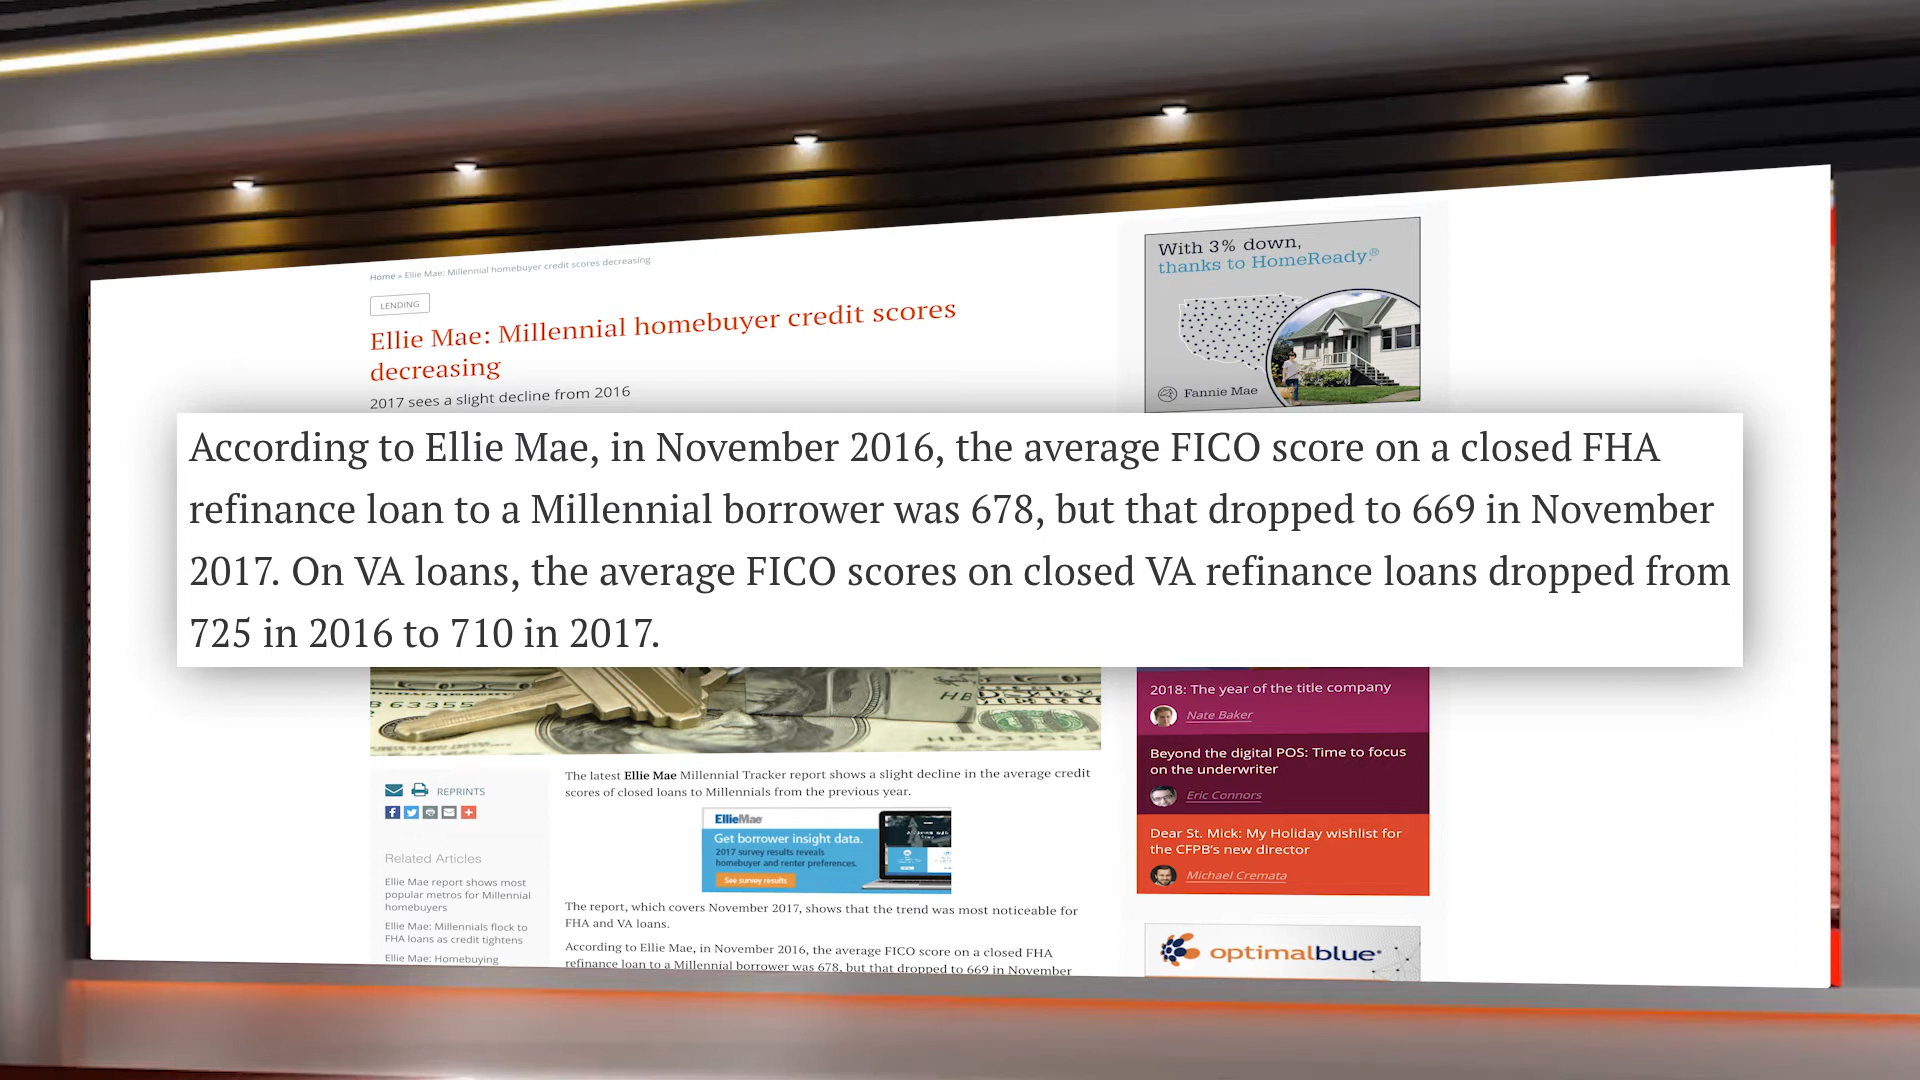 Home » Ellie Mae: Millennial homebuyer credit scores decreasing
LENDING
Ellie Mae: Millennial homebuyer credit scores
decreasing
2017 sees a slight decline from 2016
With 3% down,
thanks to HomeReady.®
Fannie Mae
According to Ellie Mae, in November 2016, the average FICO score on a closed FHA
refinance loan to a Millennial borrower was 678, but that dropped to 669 in November
2017. On VA loans, the average FICO scores on closed VA refinance loans dropped from
725 in 2016 to 710 in 2017.
REPRINTS
Related Articles
Ellie Mae report shows most
popular metros for Millennial
homebuyers
Ellie Mae: Millennials flock to
FHA loans as credit tightens
Ellie Mae: Homebuying
The latest Ellie Mae Millennial Tracker report shows a slight decline in the average credit
scores of closed loans to Millennials from the previous year.
EllieMae
Get borrower insight data.
2017 survey results reveals
homebuyer and renter preferences.
See survey results
The report, which covers November 2017, shows that the trend was most noticeable for
FHA and VA loans.
According to Ellie Mae, in November 2016, the average FICO score on a closed FHA
refinance loan to a Millennial borrower was 678, but that dropped to 669 in November
2018: The year of the title company
Nate Baker
Beyond the digital POS: Time to focus
on the underwriter
Eric Connors
Dear St. Mick: My Holiday wishlist for
the CFPB's new director
Michael Cremata
optimalblue